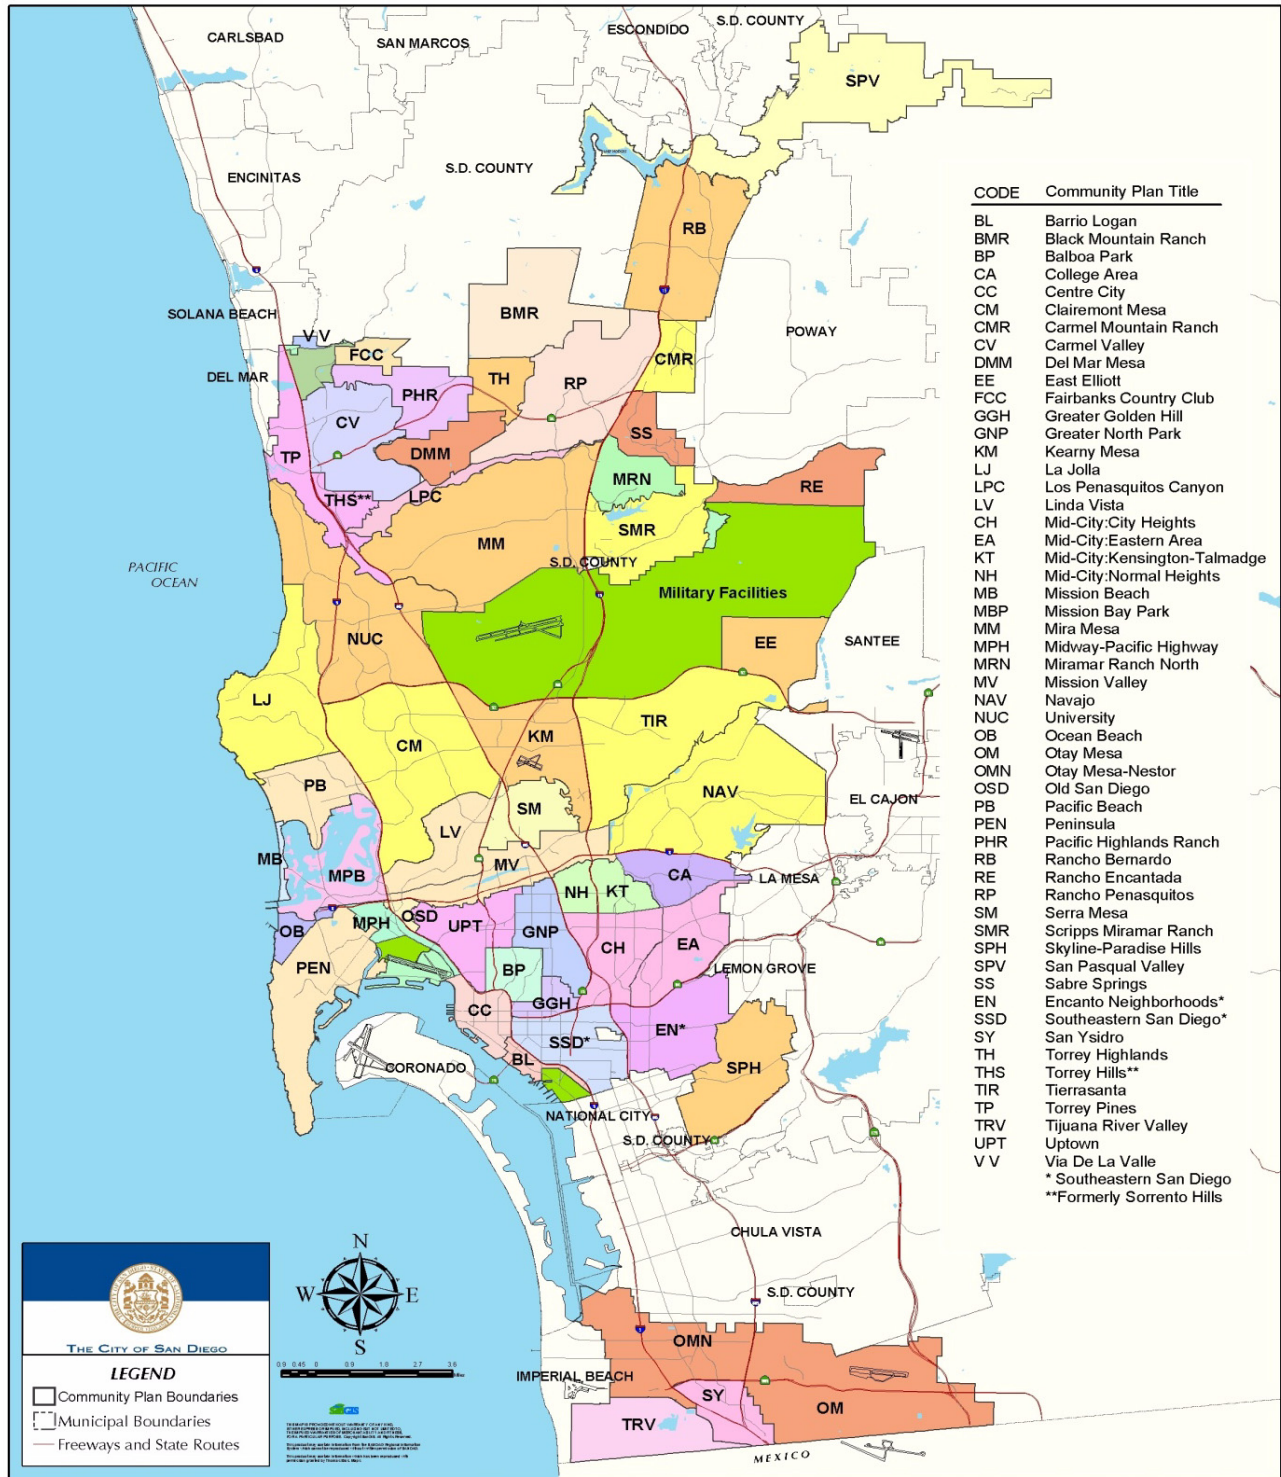 S.D. COUNTY
CARLSBAD
SAN MARCOS
ESCONDIDO
SPV
ENCINITAS
S.D. COUNTY
RB
SOLANA BEACH
BMR
POWAY
V V
FCC
DEL MAR
PHR
TH
RP
CMR
CV
SS
TP
DMM
MRN
RE
THS**
LPC
SMR
MM
S.D. COUNTY
PACIFIC
OCEAN
Military Facilities
NUC
EE
SANTEE
LJ
TIR
CM
KM
PB
NAV
EL CAJON
SM
LV
MB
MPB
MV
CA
LA MESA
NH
KT
OSD
MPH
UPT
GNP
OB
CH
EA
PEN
BP
LEMON GROVE
GGH
CC
EN*
SSD*
BL
SPH
CORONADO
NATIONAL CITY
S.D. COUNTY
CHULA VISTA
S.D. COUNTY
OMN
IMPERIAL BEACH
SY
OM
TRV
MEXICO
CODE Community Plan Title
BL Barrio Logan
BMR Black Mountain Ranch
BP Balboa Park
CA College Area
CC Centre City
CM Clairemont Mesa
CMR Carmel Mountain Ranch
CV Carmel Valley
DMM Del Mar Mesa
EE East Elliott
FCC Fairbanks Country Club
GGH Greater Golden Hill
GNP Greater North Park
KM Kearny Mesa
LJ La Jolla
LPC Los Penasquitos Canyon
LV Linda Vista
CH Mid-City:City Heights
EA Mid-City:Eastern Area
KT Mid-City:Kensington-Talmadge
NH Mid-City:Normal Heights
MB Mission Beach
MBP Mission Bay Park
MM Mira Mesa
MPH Midway-Pacific Highway
MRN Miramar Ranch North
MV Mission Valley
NAV Navajo
NUC University
OB Ocean Beach
OM Otay Mesa
OMN Otay Mesa-Nestor
OSD Old San Diego
PB Pacific Beach
PEN Peninsula
PHR Pacific Highlands Ranch
RB Rancho Bernardo
RE Rancho Encantada
RP Rancho Penasquitos
SM Serra Mesa
SMR Scripps Miramar Ranch
SPH Skyline-Paradise Hills
SPV San Pasqual Valley
SS Sabre Springs
EN Encanto Neighborhoods*
SSD Southeastern San Diego*
SY San Ysidro
TH Torrey Highlands
THS Torrey Hills**
TIR Tierrasanta
TP Torrey Pines
TRV Tijuana River Valley
UPT Uptown
V V Via De La Valle
* Southeastern San Diego
**Formerly Sorrento Hills
THE CITY OF SAN DIEGO
LEGEND
Community Plan Boundaries
Municipal Boundaries
Freeways and State Routes
N
W E
S
0.9 0.45 0 0.9 1.8 2.7 3.6
Miles